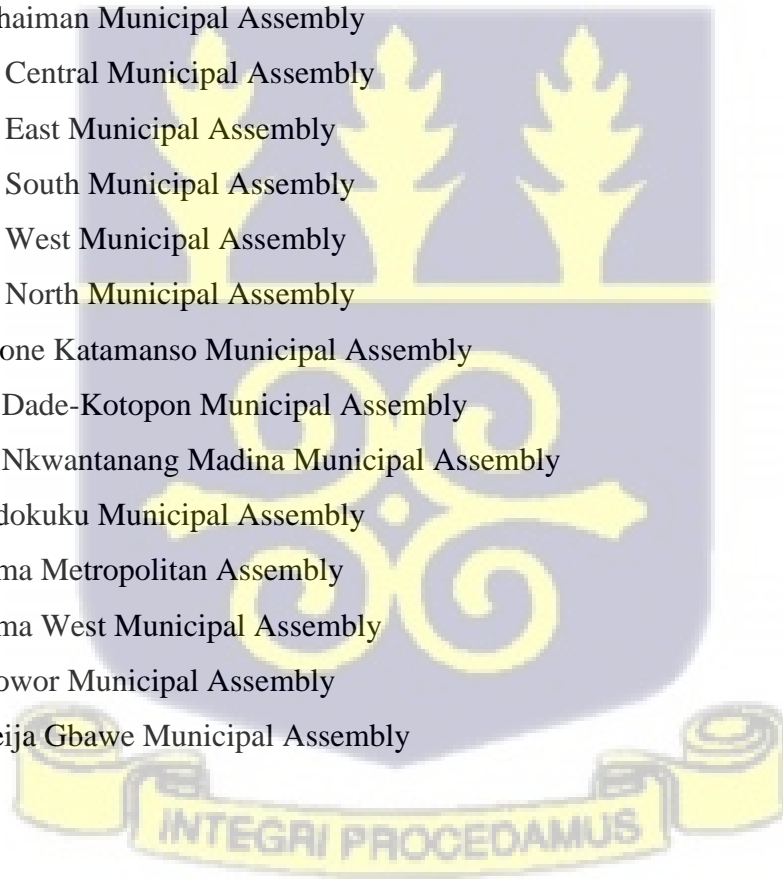 haiman Municipal Assembly
Central Municipal Assembly
East Municipal Assembly
South Municipal Assembly
West Municipal Assembly
North Municipal Assembly
one Katamanso Municipal Assembly
Dade-Kotopon Municipal Assembly
Nkwantanang Madina Municipal Assembly
dokuku Municipal Assembly
ma Metropolitan Assembly
ma West Municipal Assembly
owor Municipal Assembly
eija Gbawe Municipal Assembly
INTEGRI PROCEDAMUS